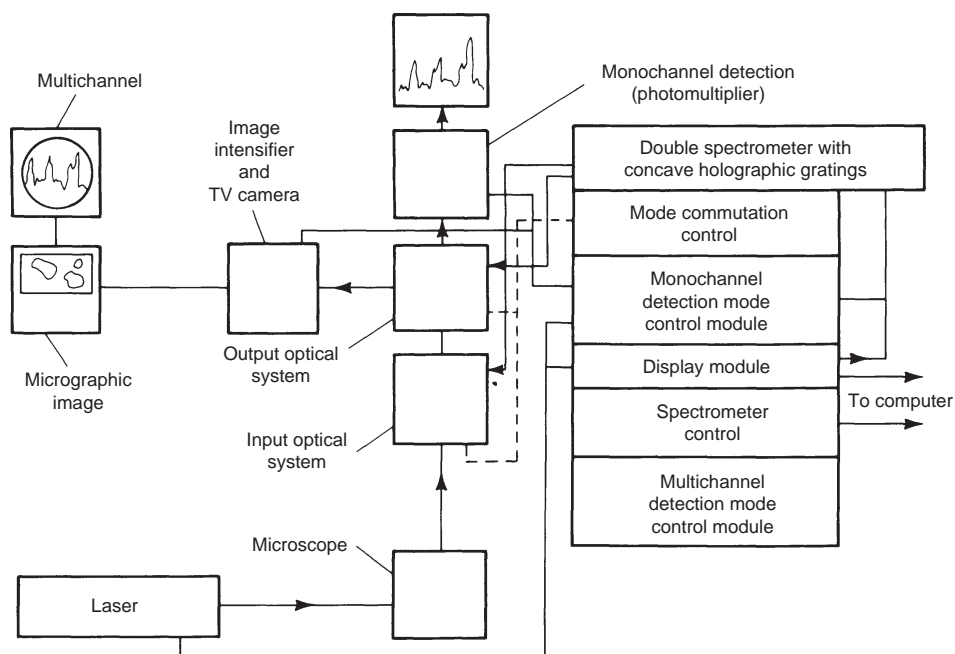 Multichannel
Image
intensifier
and
TV camera
Monochannel detection
(photomultiplier)
Double spectrometer with
concave holographic gratings
Mode commutation
control
Monochannel
detection mode
control module
Display module
Spectrometer
control
Multichannel
detection mode
control module
To computer
Micrographic
image
Output optical
system
Input optical
system
Microscope
Laser